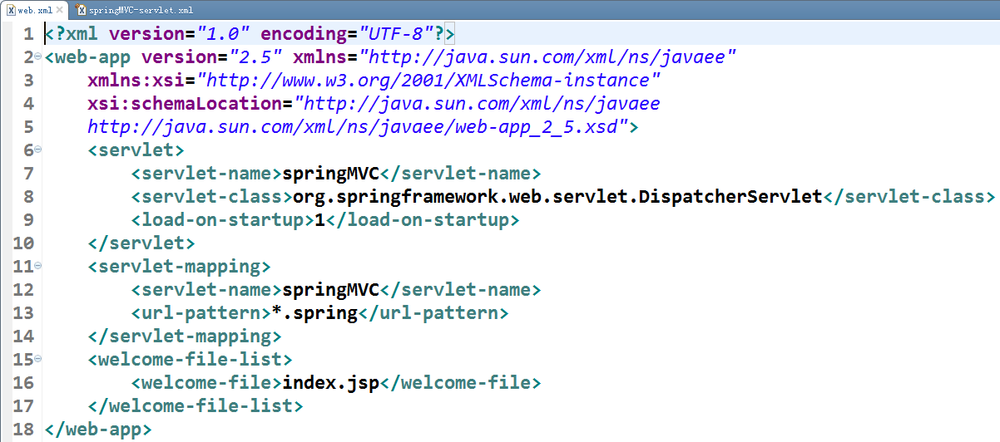 web.xml springMVC-servlet.xml
1 <?xml version="1.0" encoding="UTF-8"?>
2 <web-app version="2.5" xmlns="http://java.sun.com/xml/ns/javaee"
3 xmlns:xsi="http://www.w3.org/2001/XMLSchema-instance"
4 xsi:schemaLocation="http://java.sun.com/xml/ns/javaee
5 http://java.sun.com/xml/ns/javaee/web-app_2_5.xsd">
6 <servlet>
7 <servlet-name>springMVC</servlet-name>
8 <servlet-class>org.springframework.web.servlet.DispatcherServlet</servlet-class>
9 <load-on-startup>1</load-on-startup>
10 </servlet>
11 <servlet-mapping>
12 <servlet-name>springMVC</servlet-name>
13 <url-pattern>*.spring</url-pattern>
14 </servlet-mapping>
15 <welcome-file-list>
16 <welcome-file>index.jsp</welcome-file>
17 </welcome-file-list>
18 </web-app>